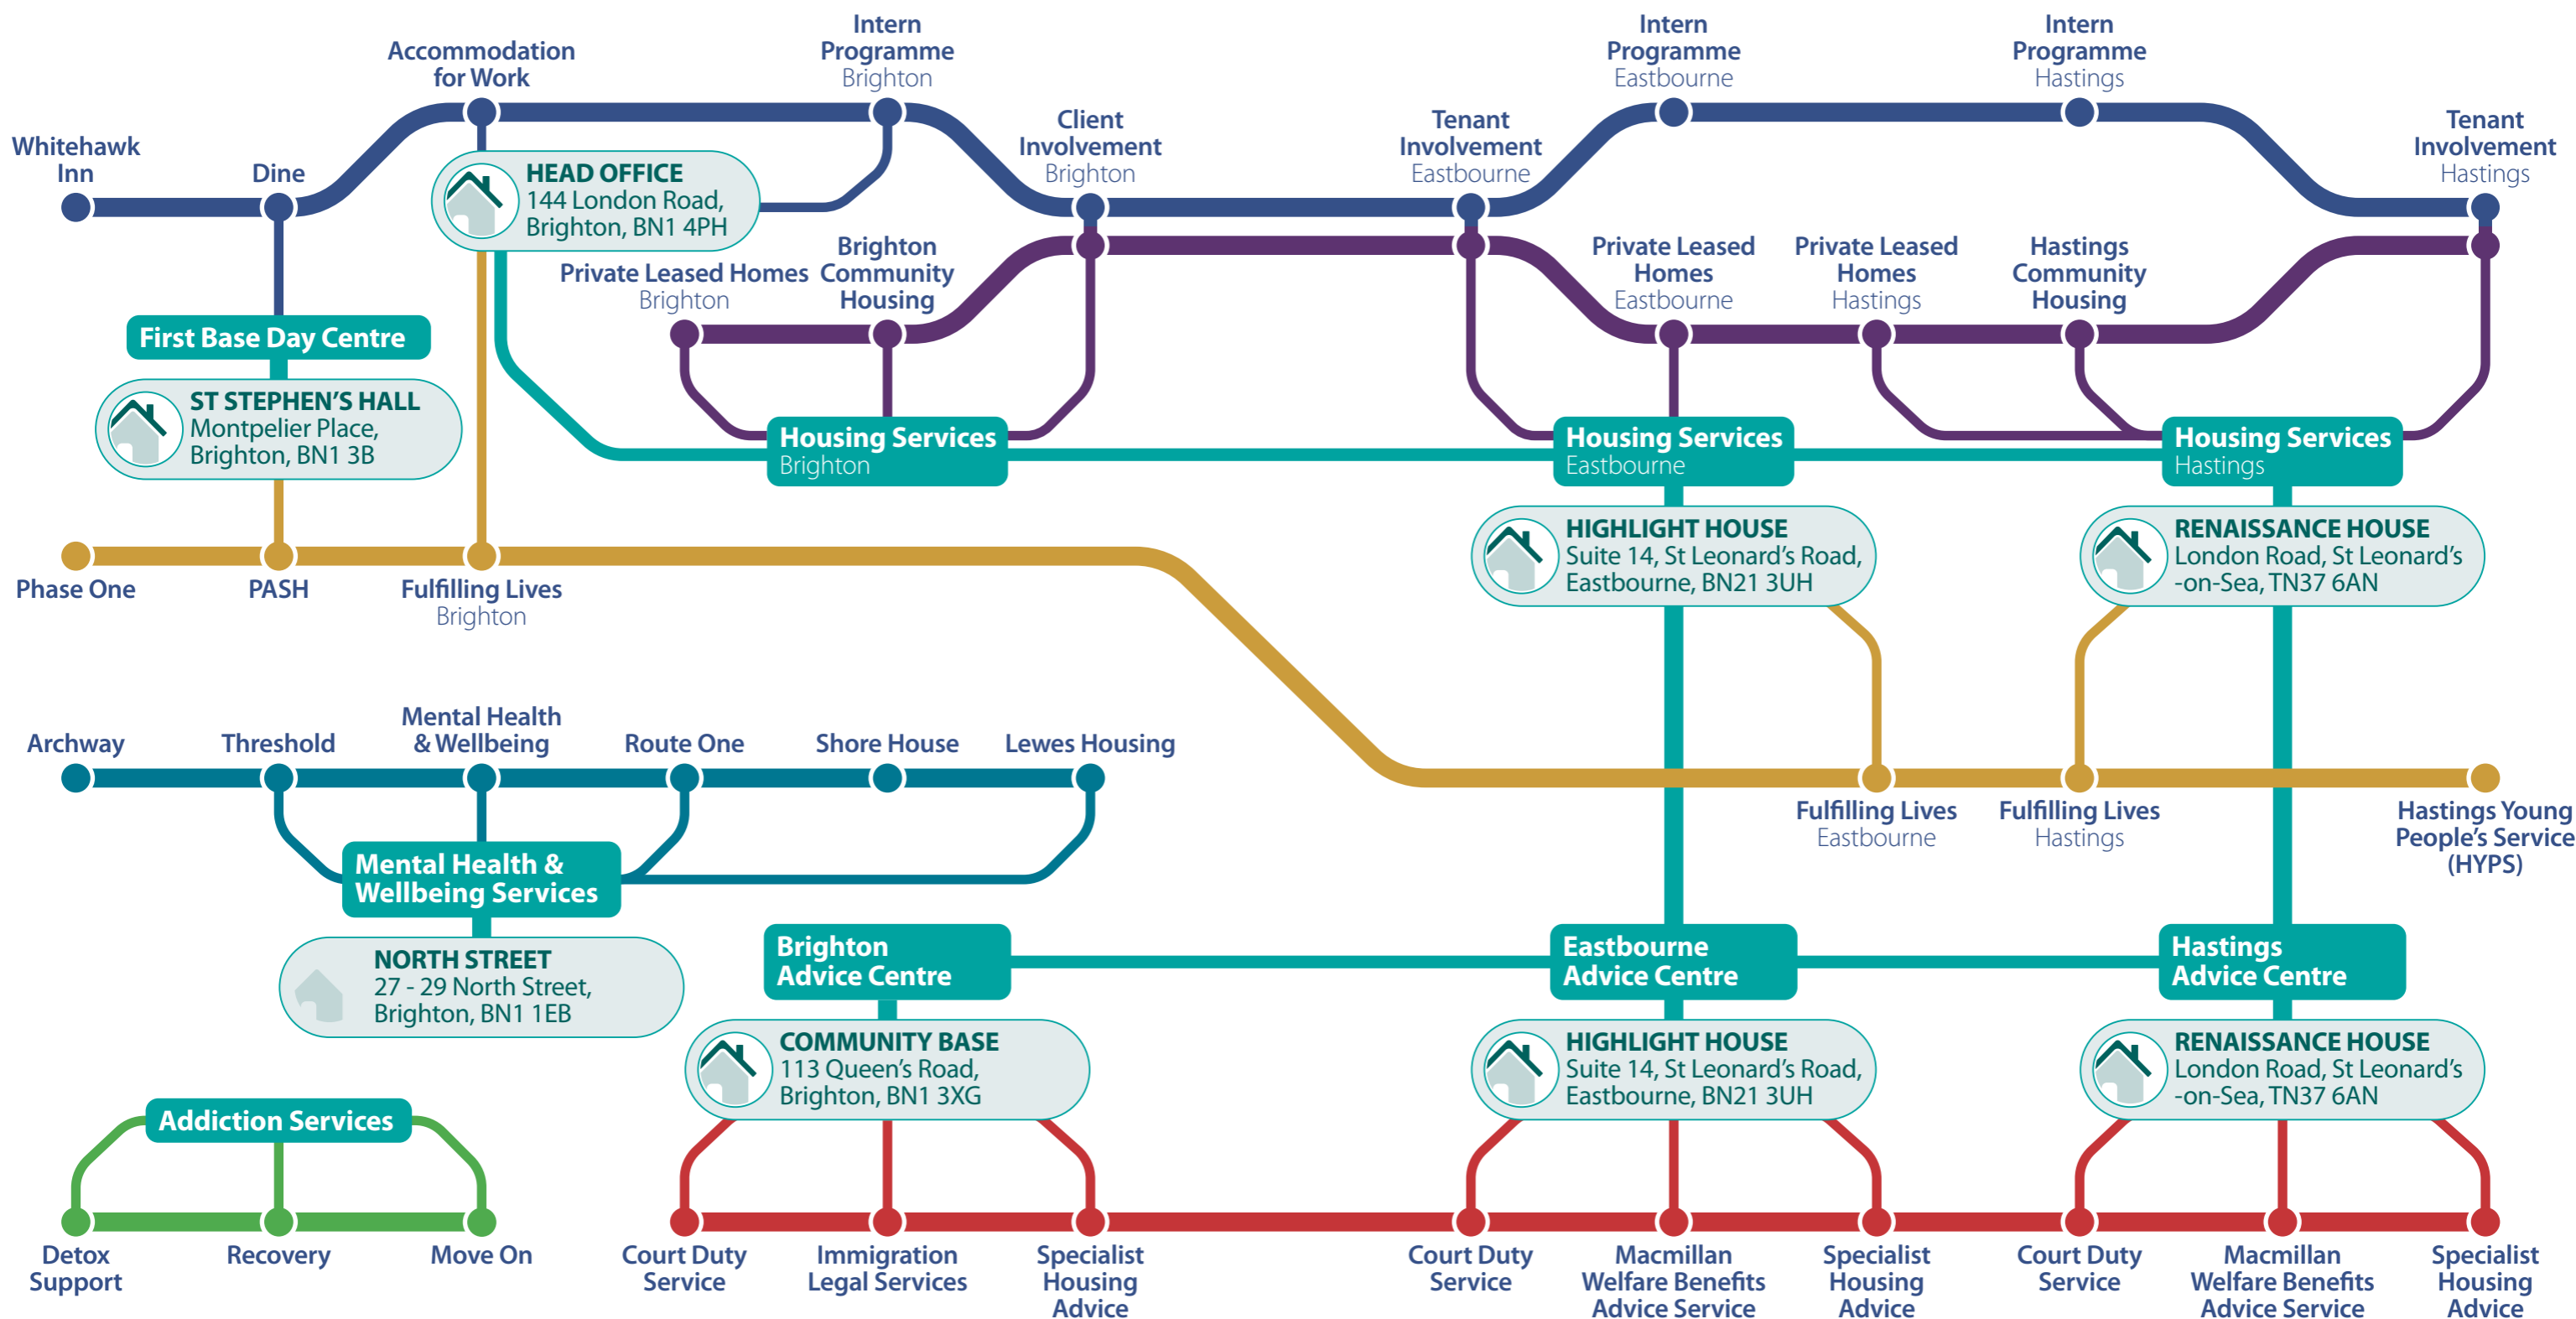 Whitehawk
Inn
Dine
Accommodation
for Work
Intern
Programme
Brighton
Client
Involvement
Brighton
Tenant
Involvement
Eastbourne
Intern
Programme
Eastbourne
Intern
Programme
Hastings
Tenant
Involvement
Hastings
HEAD OFFICE
144 London Road,
Brighton, BN1 4PH
Private Leased Homes
Brighton
Brighton
Community
Housing
Private Leased
Homes
Eastbourne
Private Leased
Homes
Hastings
Hastings
Community
Housing
First Base Day Centre
ST STEPHEN'S HALL
Montpelier Place,
Brighton, BN1 3B
Housing Services
Brighton
Housing Services
Eastbourne
Housing Services
Hastings
HIGHLIGHT HOUSE
Suite 14, St Leonard's Road,
Eastbourne, BN21 3UH
RENAISSANCE HOUSE
London Road, St Leonard's
-on-Sea, TN37 6AN
Phase One
PASH
Fulfilling Lives
Brighton
Archway
Threshold
Mental Health
& Wellbeing
Route One
Shore House
Lewes Housing
Fulfilling Lives
Eastbourne
Fulfilling Lives
Hastings
Hastings Young
People's Service
(HYPS)
Mental Health &
Wellbeing Services
NORTH STREET
27 - 29 North Street,
Brighton, BN1 1EB
Brighton
Advice Centre
Eastbourne
Advice Centre
Hastings
Advice Centre
COMMUNITY BASE
113 Queen's Road,
Brighton, BN1 3XG
HIGHLIGHT HOUSE
Suite 14, St Leonard's Road,
Eastbourne, BN21 3UH
RENAISSANCE HOUSE
London Road, St Leonard's
-on-Sea, TN37 6AN
Addiction Services
Detox
Support
Recovery
Move On
Court Duty
Service
Immigration
Legal Services
Specialist
Housing
Advice
Court Duty
Service
Macmillan
Welfare Benefits
Advice Service
Specialist
Housing
Advice
Court Duty
Service
Macmillan
Welfare Benefits
Advice Service
Specialist
Housing
Advice